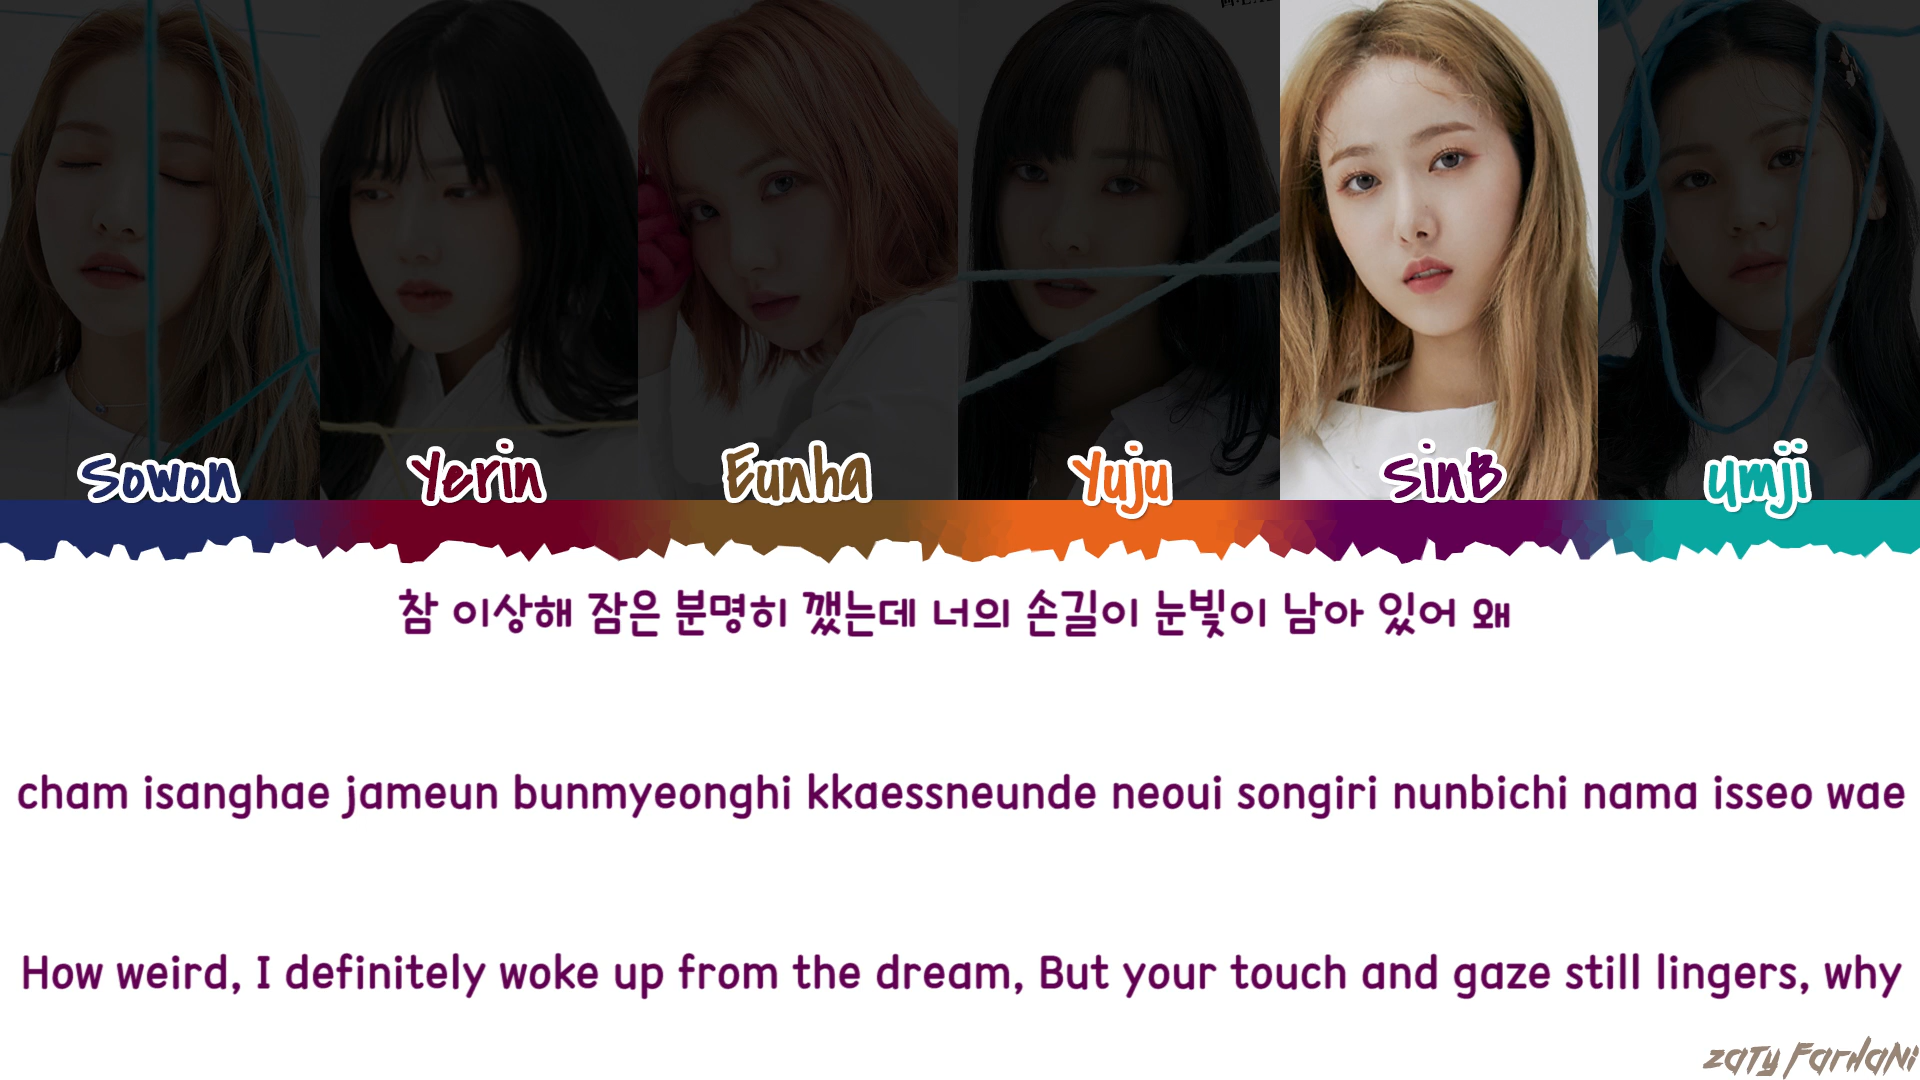 Sowon Yerin Eunha Yuju SinB Umji
참 이상해 잠은 분명히 깼는데 너의 손길이 눈빛이 남아 있어 왜
cham isanghae jameun bunmyeonghi kkaessneunde neoui songiri nunbichi nama isseo wae
How weird, I definitely woke up from the dream, But your touch and gaze still lingers, why
Zaty Farhani